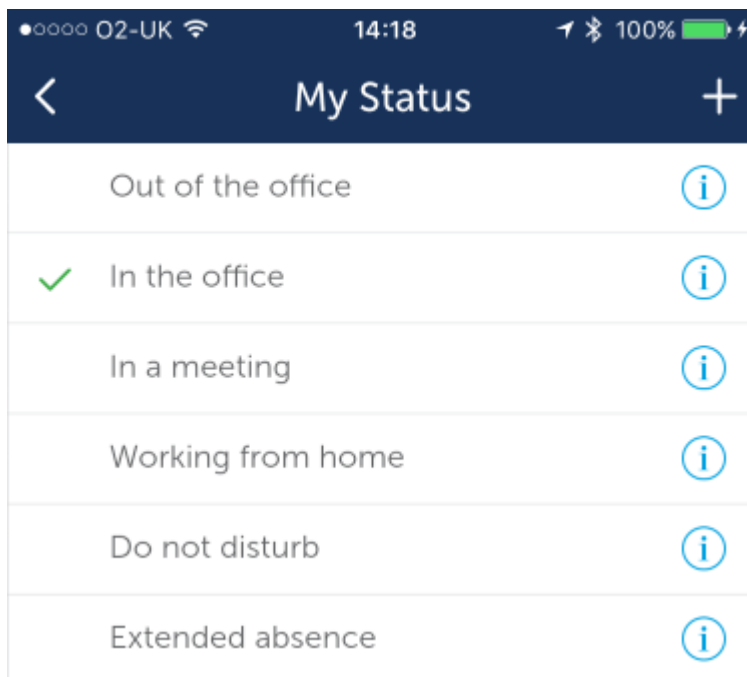 O2-UK 14:18 100%
My Status
Out of the office
In the office
In a meeting
Working from home
Do not disturb
Extended absence